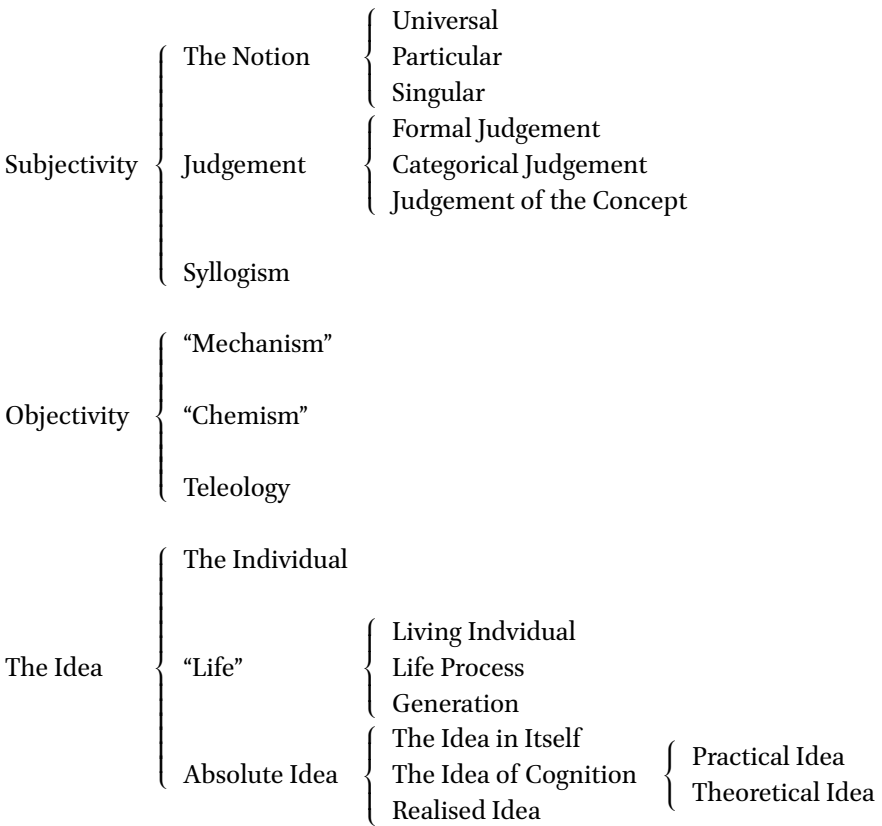 Universal
The Notion
Particular
Singular
Formal Judgement
Subjectivity
Judgement
Categorical Judgement
Judgement of the Concept
Syllogism
“Mechanism”
Objectivity
“Chemism”
Teleology
The Individual
Living Indvidual
The Idea
“Life”
Life Process
Generation
The Idea in Itself
Practical Idea
Absolute Idea
The Idea of Cognition
Theoretical Idea
Realised Idea